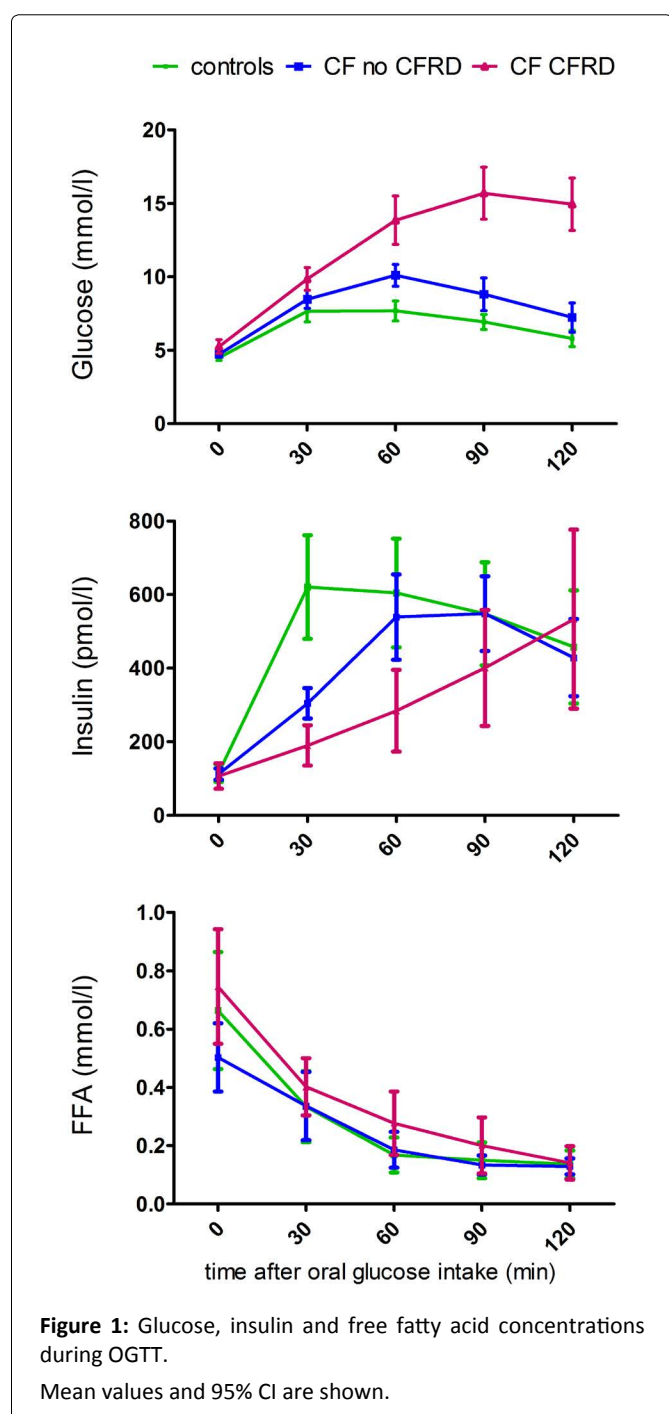 controls CF no CFRD CF CFRD
20
15
10
5
0
Glucose (mmol/l)
0 30 60 90 120
800
600
400
200
0
Insulin (pmol/l)
0 30 60 90 120
1.0
0.8
0.6
0.4
0.2
0.0
FFA (mmol/l)
0 30 60 90 120
time after oral glucose intake (min)
Figure 1: Glucose, insulin and free fatty acid concentrations
during OGTT.
Mean values and 95% CI are shown.